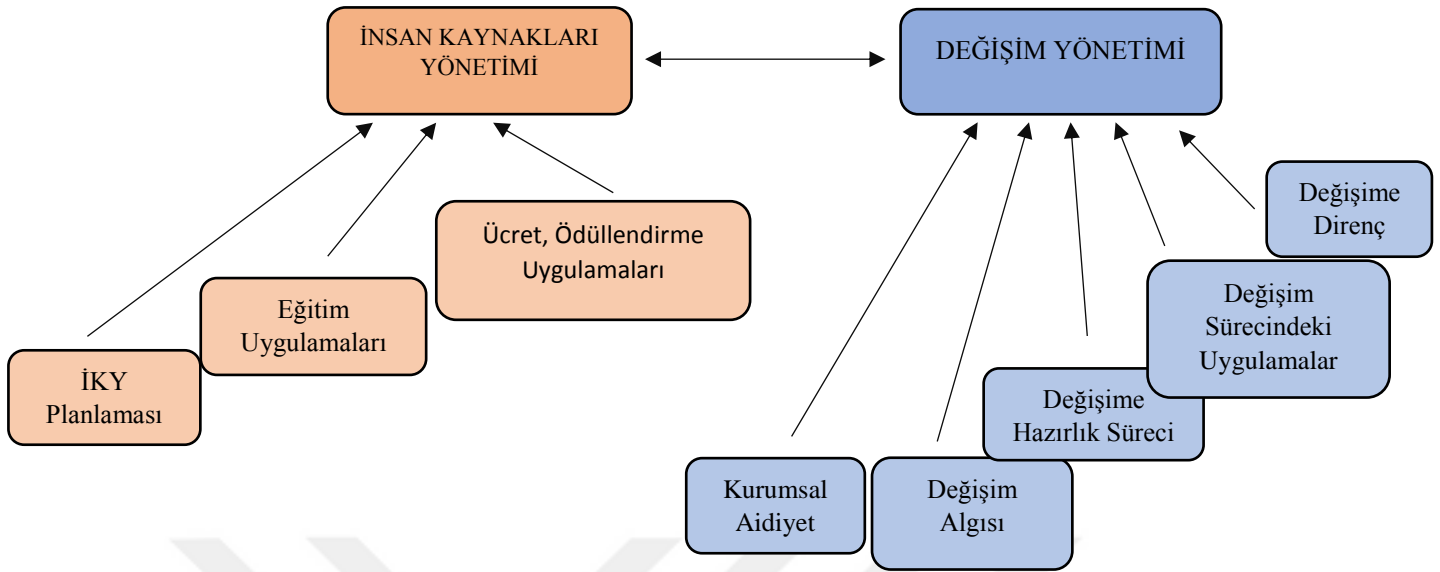 İNSAN KAYNAKLARI
YÖNETİMİ
DEĞİŞİM YÖNETİMİ
Ücret, Ödüllendirme
Uygulamaları
Eğitim
Uygulamaları
İKY
Planlaması
Değişime
Direnç
Değişim
Sürecindeki
Uygulamalar
Değişime
Hazırlık Süreci
Değişim
Algısı
Kurumsal
Aidiyet